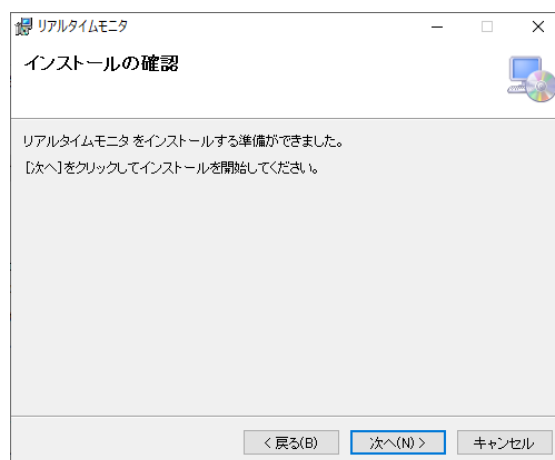 リアルタイムモニタ
インストールの確認
リアルタイムモニタ をインストールする準備ができました。
[次へ]をクリックしてインストールを開始してください。
< 戻る(B)
次へ(N) >
キャンセル